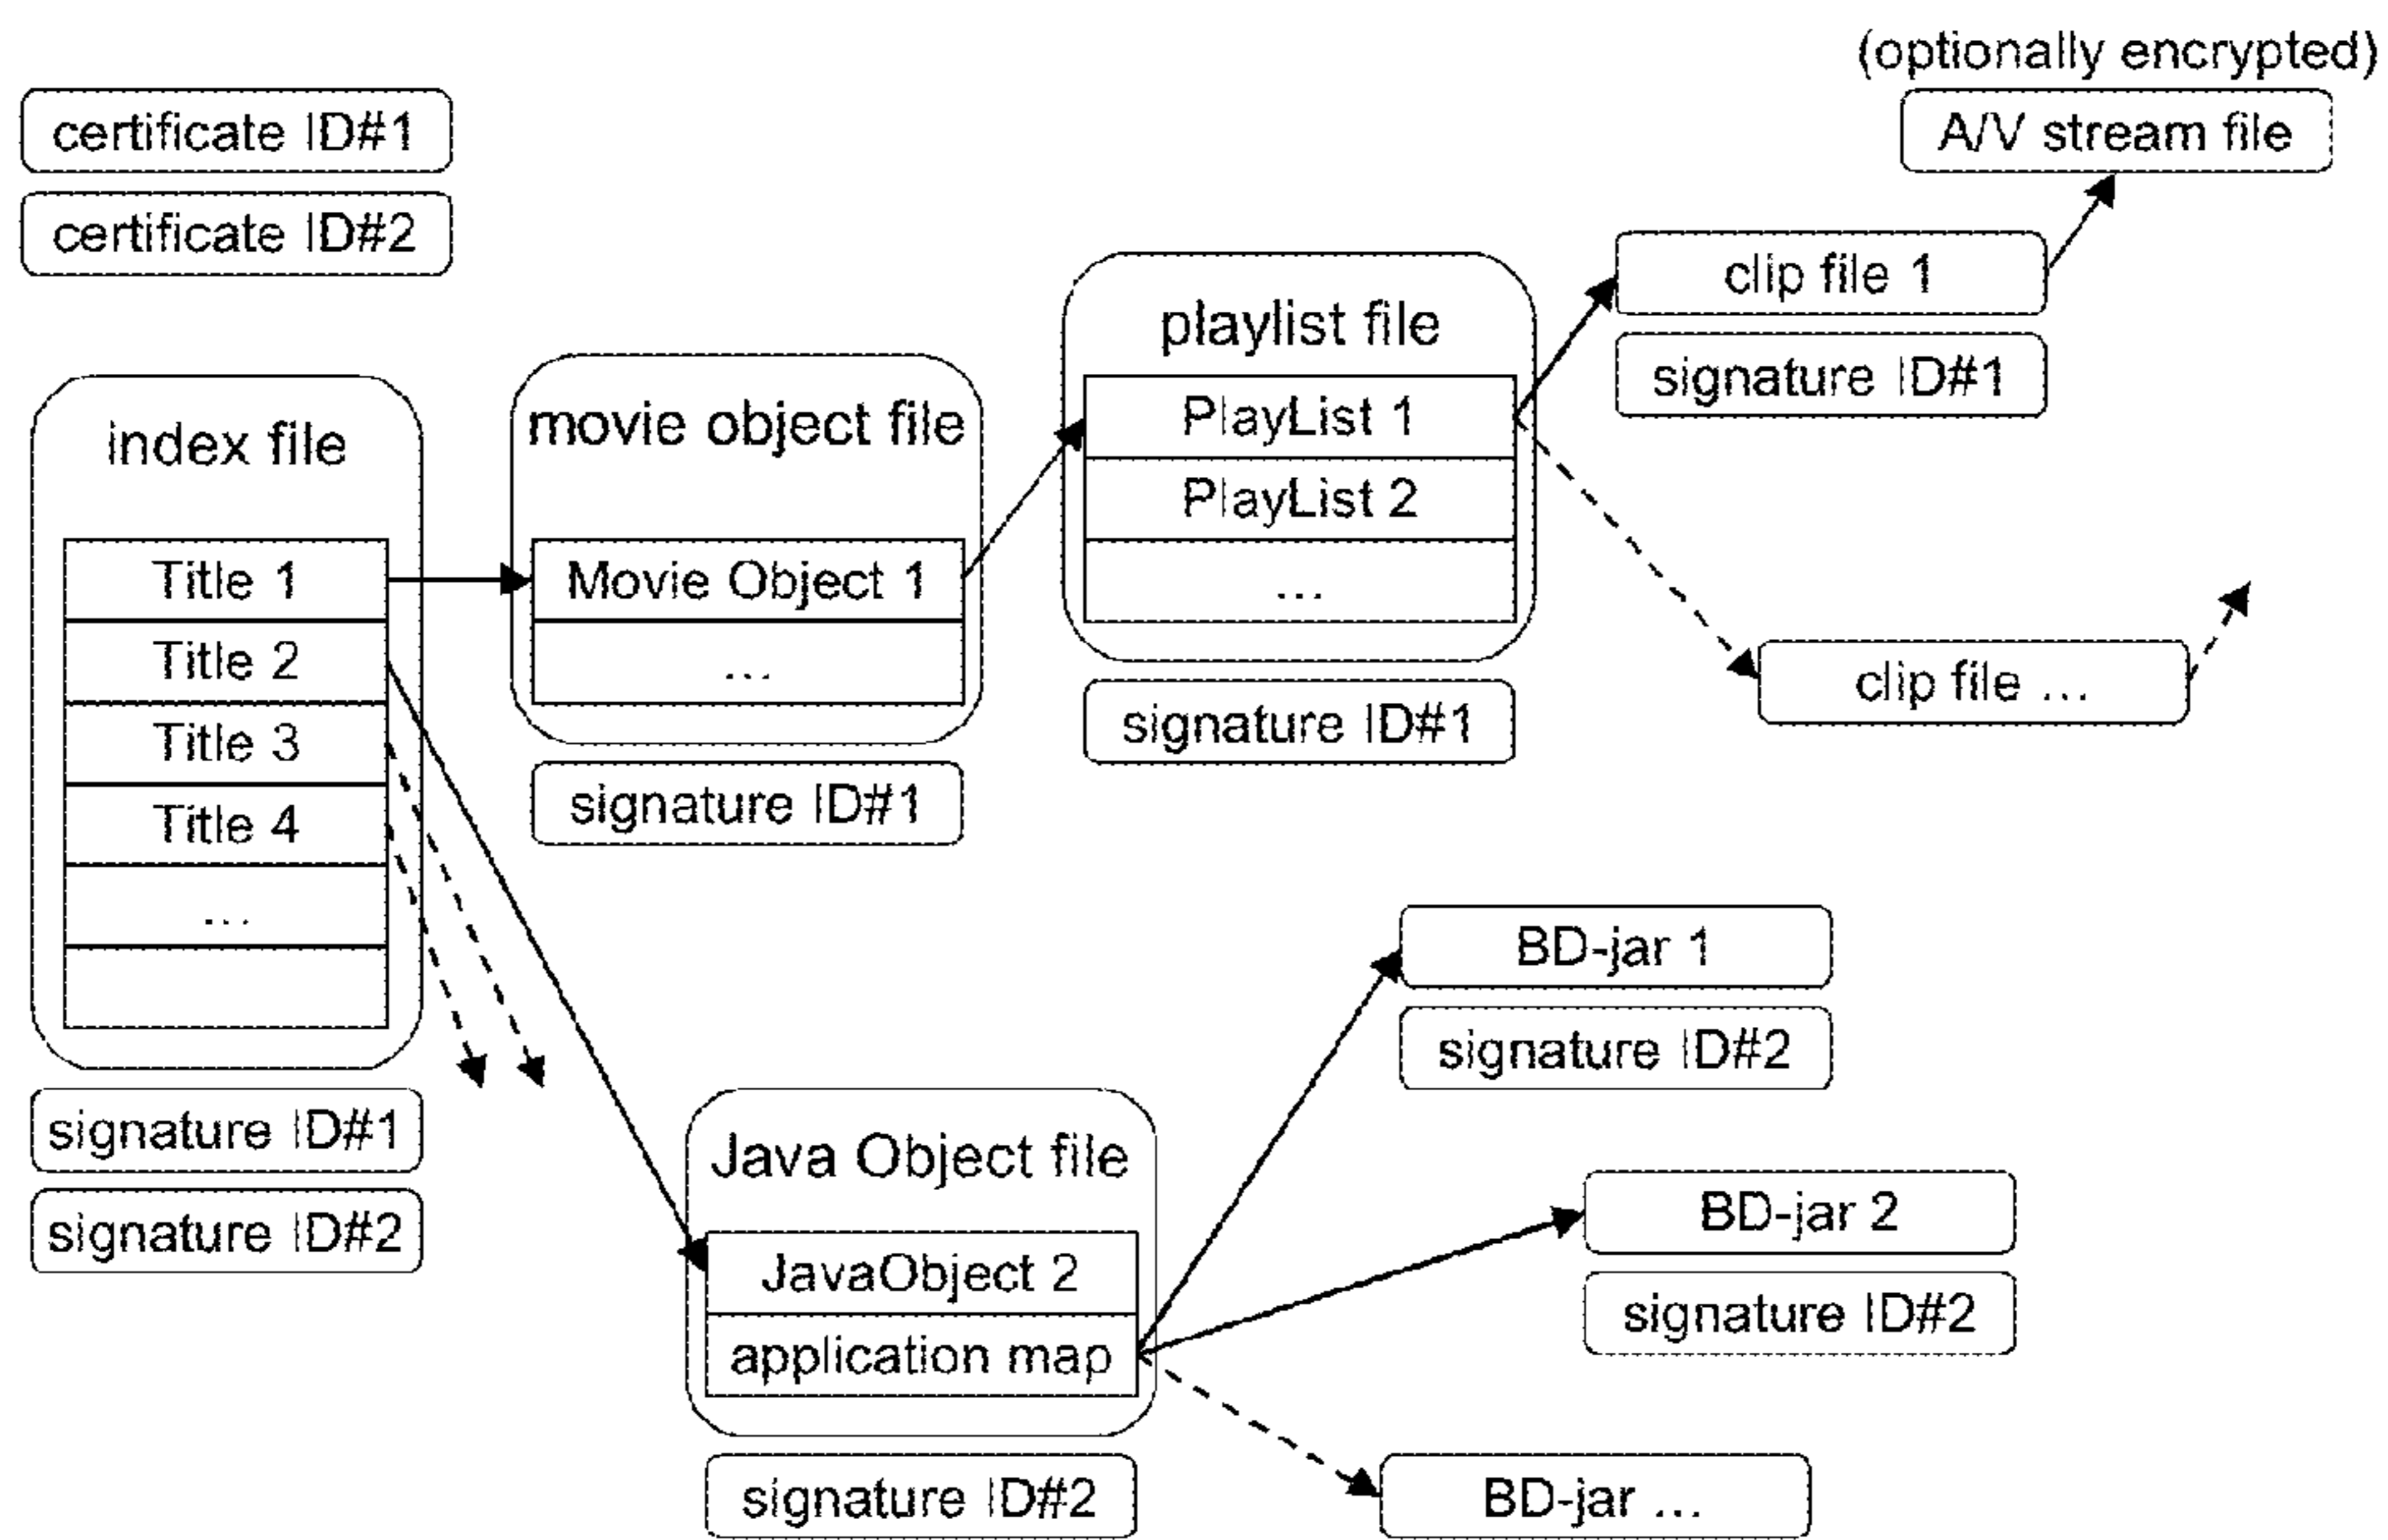 (optionally encrypted)
A/V stream file
certificate ID#1
certificate ID#2
clip file 1
signature ID#1
playlist file
PlayList 1
PlayList 2
...
signature ID#1
clip file ...
movie object file
Movie Object 1
...
signature ID#1
index file
Title 1
Title 2
Title 3
Title 4
...
signature ID#1
signature ID#2
Java Object file
JavaObject 2
application map
signature ID#2
BD-jar 1
signature ID#2
BD-jar 2
signature ID#2
BD-jar ...